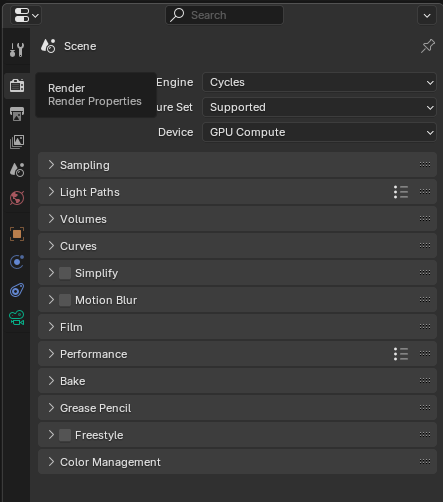 Search
Scene
Render
Render Properties
Engine
Cycles
ure Set
Supported
Device
GPU Compute
Sampling
Light Paths
Volumes
Curves
Simplify
Motion Blur
Film
Performance
Bake
Grease Pencil
Freestyle
Color Management